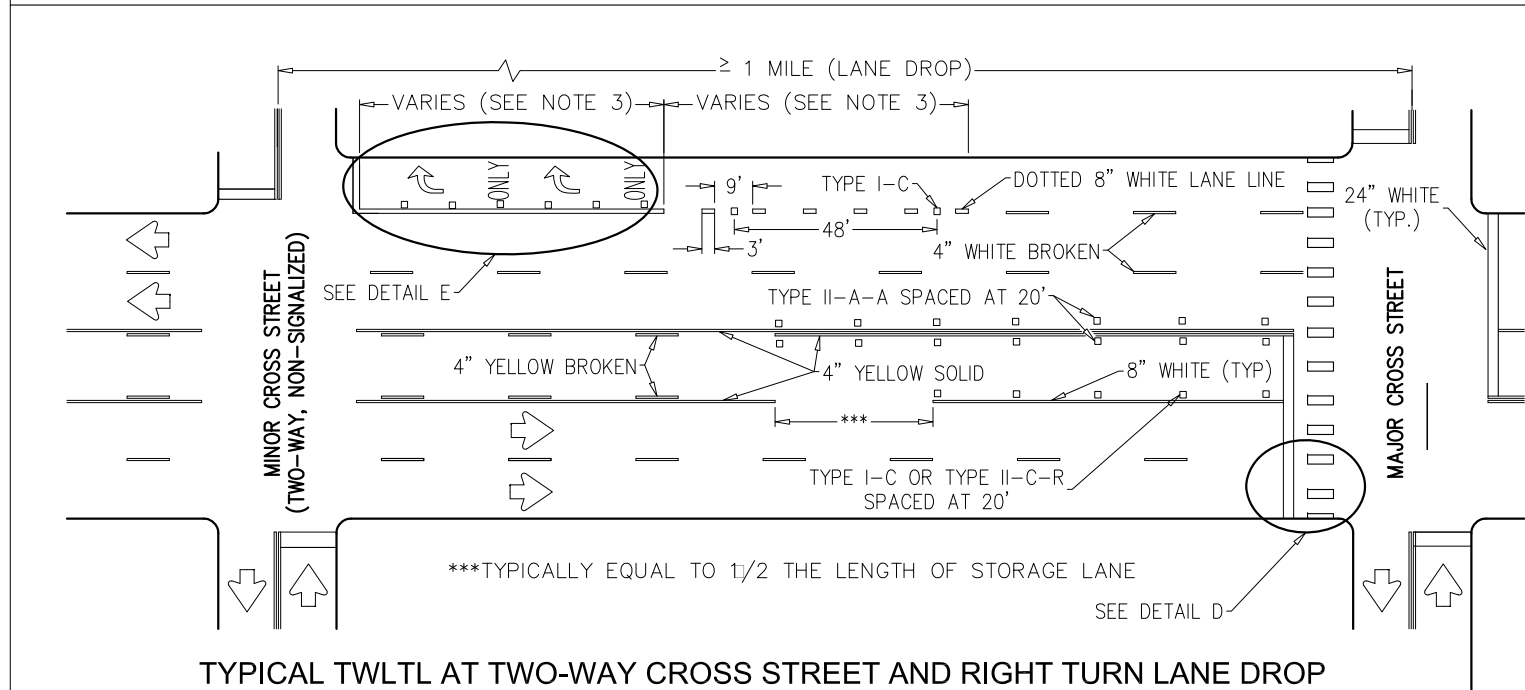 ≥ 1 MILE (LANE DROP)
VARIES (SEE NOTE 3)
VARIES (SEE NOTE 3)
ONLY
ONLY
9'
TYPE I-C
DOTTED 8" WHITE LANE LINE
24" WHITE
(TYP.)
48'
3'
4" WHITE BROKEN
SEE DETAIL E
MINOR CROSS STREET
(TWO-WAY, NON-SIGNALIZED)
MAJOR CROSS STREET
TYPE II-A-A SPACED AT 20'
4" YELLOW BROKEN
4" YELLOW SOLID
8" WHITE (TYP)
***
TYPE I-C OR TYPE II-C-R
SPACED AT 20'
***TYPICALLY EQUAL TO 1▯/2 THE LENGTH OF STORAGE LANE
SEE DETAIL D
TYPICAL TWLTL AT TWO-WAY CROSS STREET AND RIGHT TURN LANE DROP